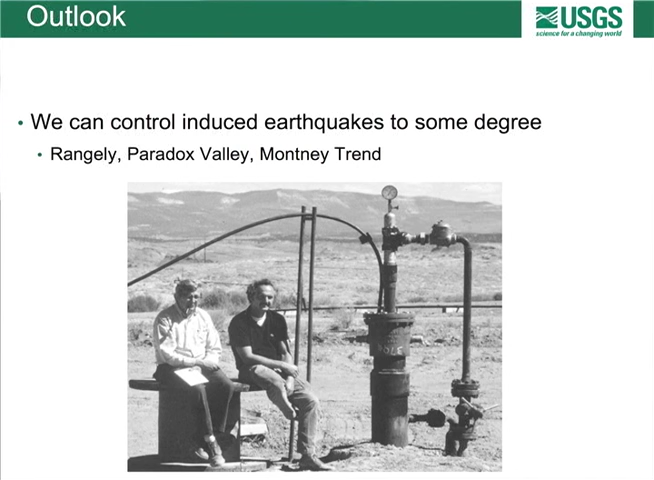 Outlook
USGS
science for a changing world
• We can control induced earthquakes to some degree
• Rangely, Paradox Valley, Montney Trend